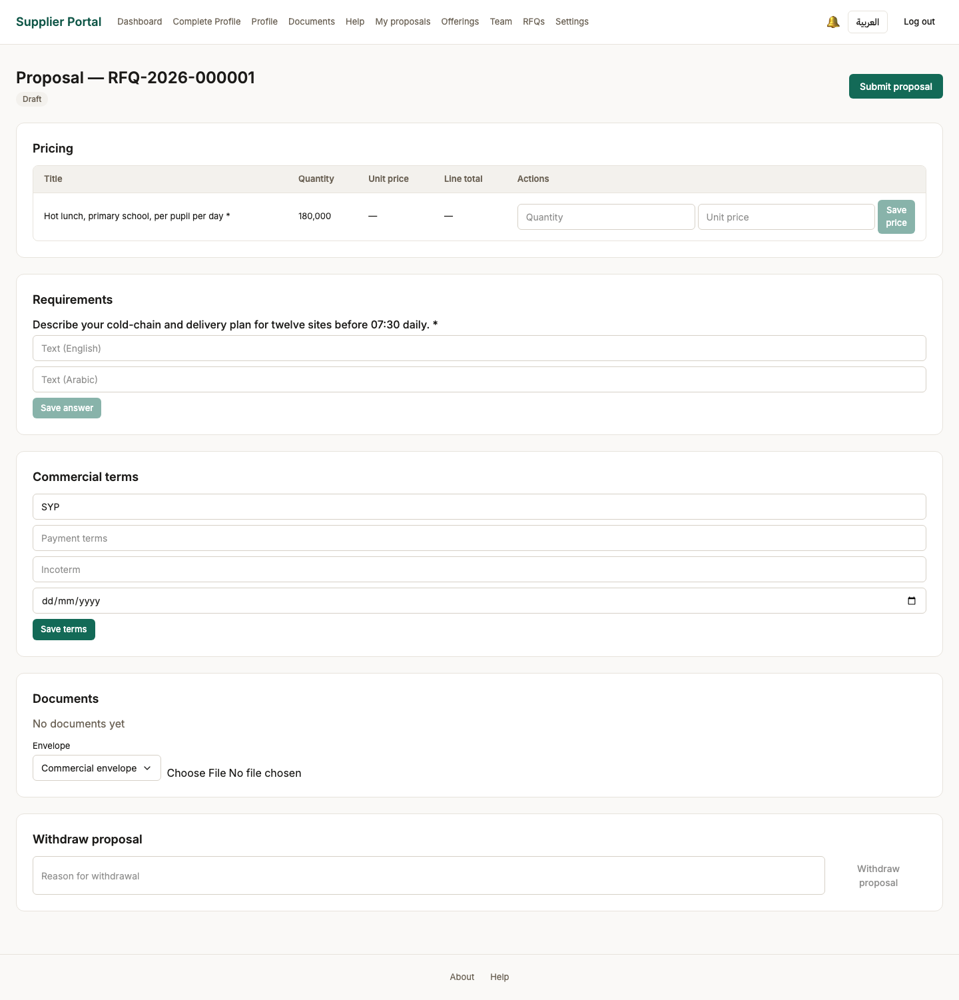 Supplier Portal Dashboard Complete Profile Profile Documents Help My proposals Offerings Team RFQs Settings العربية Log out
Proposal — RFQ-2026-000001
Draft
Submit proposal
Pricing
Title Quantity Unit price Line total Actions
Hot lunch, primary school, per pupil per day * 180,000 — — Quantity Unit price Save price
Requirements
Describe your cold-chain and delivery plan for twelve sites before 07:30 daily. *
Text (English)
Text (Arabic)
Save answer
Commercial terms
SYP
Payment terms
Incoterm
dd/mm/yyyy
Save terms
Documents
No documents yet
Envelope
Commercial envelope Choose File No file chosen
Withdraw proposal
Reason for withdrawal Withdraw proposal
About Help